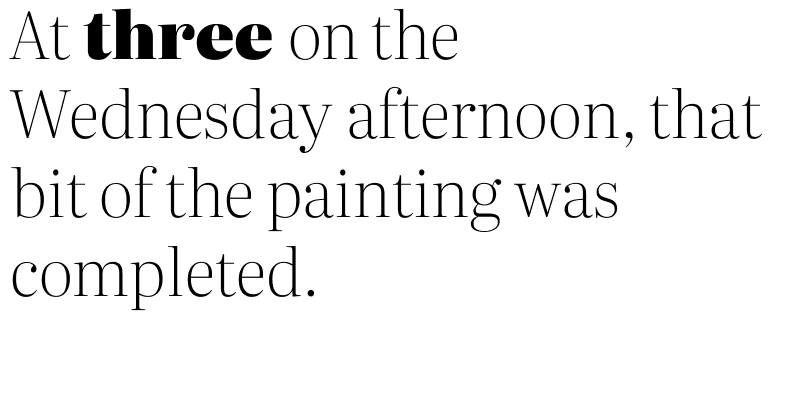 At three on the
Wednesday afternoon, that
bit of the painting was
completed.